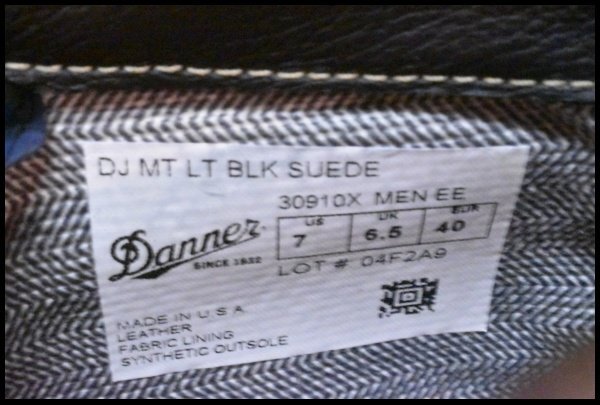 DJ MT LT BLK SUEDE
30910X MEN EE
US UK EUR
7 6.5 40
Danner
SINCE 1932
LOT # 04F2A9
MADE IN U.S.A
LEATHER
FABRIC LINING
SYNTHETIC OUTSOLE